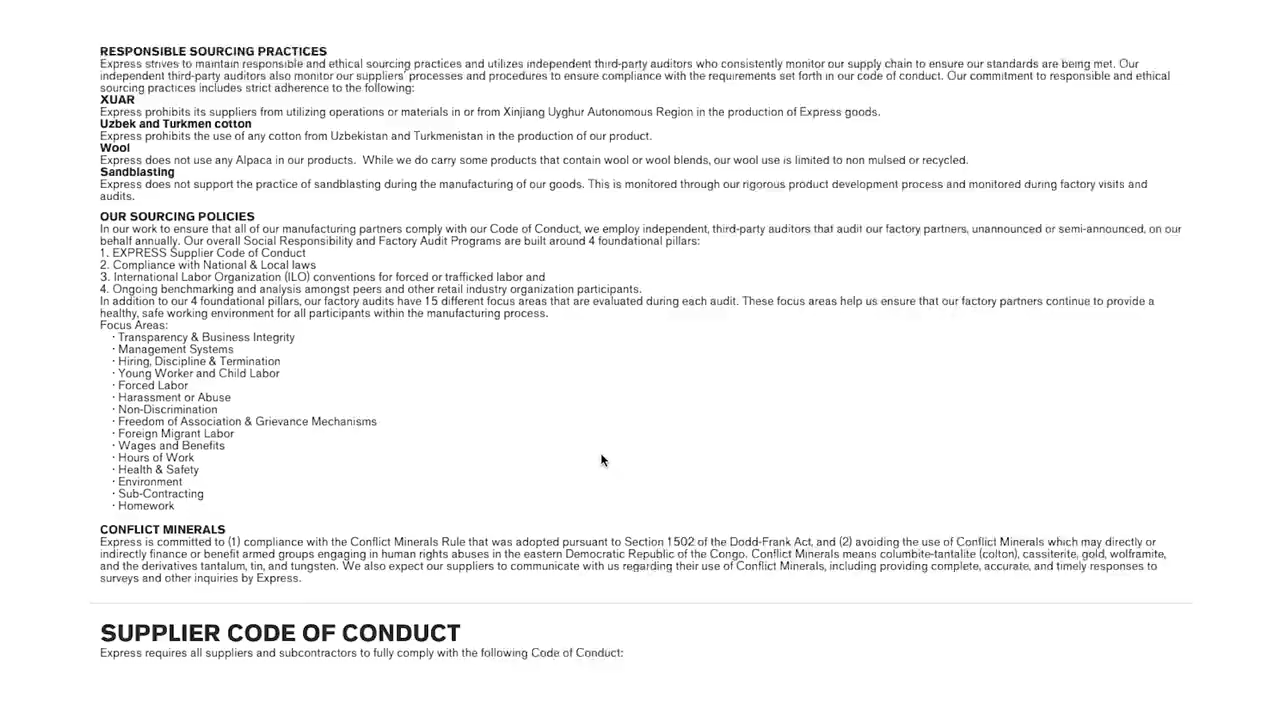 RESPONSIBLE SOURCING PRACTICES
Express strives to maintain responsible and ethical sourcing practices and utilizes independent third-party auditors who consistently monitor our supply chain to ensure our standards are being met. Our
independent third-party auditors also monitor our suppliers' processes and procedures to ensure compliance with the requirements set forth in our code of conduct. Our commitment to responsible and ethical
sourcing practices includes strict adherence to the following:
XUAR
Express prohibits its suppliers from utilizing operations or materials in or from Xinjiang Uyghur Autonomous Region in the production of Express goods.
Uzbek and Turkmen cotton
Express prohibits the use of any cotton from Uzbekistan and Turkmenistan in the production of our product.
Wool
Express does not use any Alpaca in our products.  While we do carry some products that contain wool or wool blends, our wool use is limited to non mulsed or recycled.
Sandblasting
Express does not support the practice of sandblasting during the manufacturing of our goods. This is monitored through our rigorous product development process and monitored during factory visits and
audits.
OUR SOURCING POLICIES
In our work to ensure that all of our manufacturing partners comply with our Code of Conduct, we employ independent, third-party auditors that audit our factory partners, unannounced or semi-announced, on our
behalf annually. Our overall Social Responsibility and Factory Audit Programs are built around 4 foundational pillars:
1. EXPRESS Supplier Code of Conduct
2. Compliance with National & Local laws
3. International Labor Organization (ILO) conventions for forced or trafficked labor and
4. Ongoing benchmarking and analysis amongst peers and other retail industry organization participants.
In addition to our 4 foundational pillars, our factory audits have 15 different focus areas that are evaluated during each audit. These focus areas help us ensure that our factory partners continue to provide a
healthy, safe working environment for all participants within the manufacturing process.
Focus Areas:
· Transparency & Business Integrity
· Management Systems
· Hiring, Discipline & Termination
· Young Worker and Child Labor
· Forced Labor
· Harassment or Abuse
· Non-Discrimination
· Freedom of Association & Grievance Mechanisms
· Foreign Migrant Labor
· Wages and Benefits
· Hours of Work
· Health & Safety
· Environment
· Sub-Contracting
· Homework
CONFLICT MINERALS
Express is committed to (1) compliance with the Conflict Minerals Rule that was adopted pursuant to Section 1502 of the Dodd-Frank Act, and (2) avoiding the use of Conflict Minerals which may directly or
indirectly finance or benefit armed groups engaging in human rights abuses in the eastern Democratic Republic of the Congo. Conflict Minerals means columbite-tantalite (colton), cassiterite, gold, wolframite,
and the derivatives tantalum, tin, and tungsten. We also expect our suppliers to communicate with us regarding their use of Conflict Minerals, including providing complete, accurate, and timely responses to
surveys and other inquiries by Express.
SUPPLIER CODE OF CONDUCT
Express requires all suppliers and subcontractors to fully comply with the following Code of Conduct: